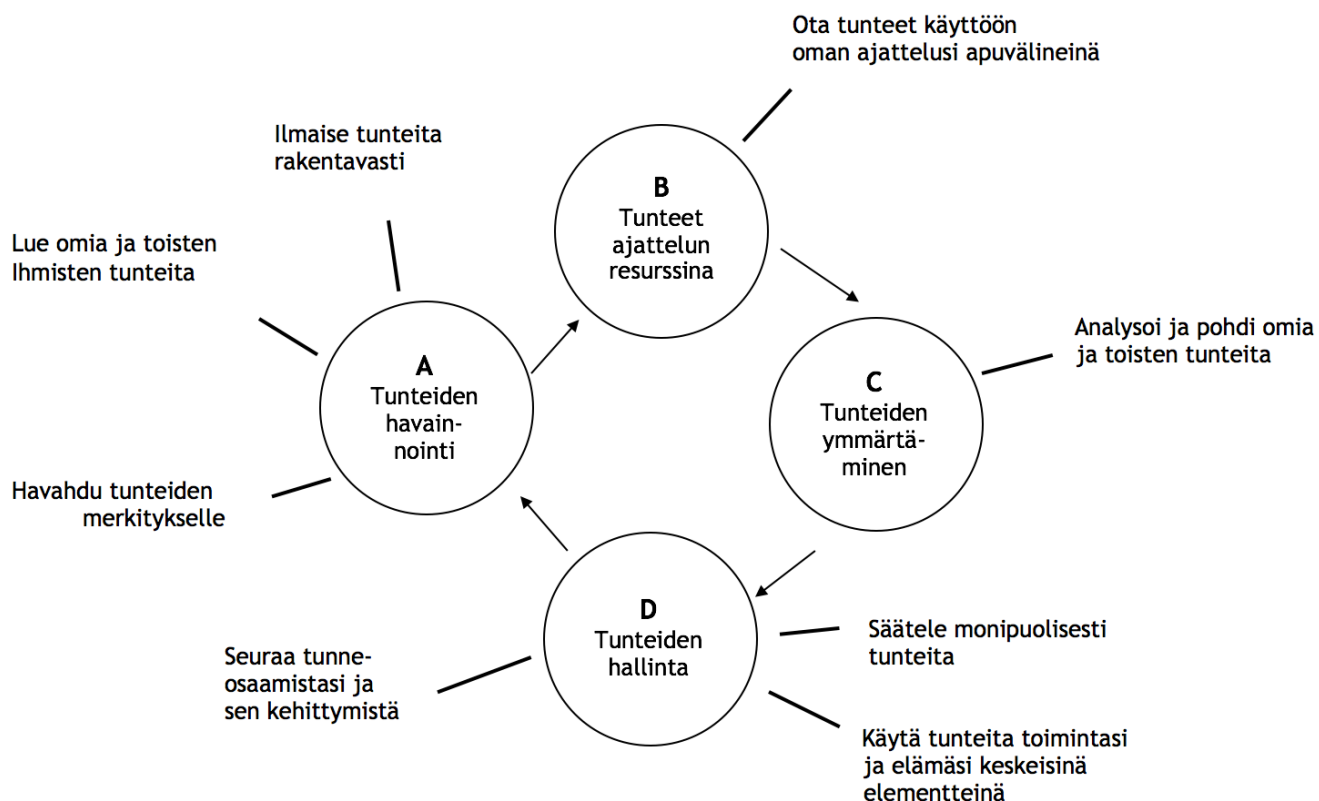 Ota tunteet käyttöön
oman ajattelusi apuvälineinä
Ilmaise tunteita
rakentavasti
B
Tunteet
ajattelun
resurssina
Lue omia ja toisten
Ihmisten tunteita
Analysoi ja pohdi omia
ja toisten tunteita
A
Tunteiden
havain-
nointi
C
Tunteiden
ymmärtä-
minen
Havahdu tunteiden
merkitykselle
D
Tunteiden
hallinta
Säätele monipuolisesti
tunteita
Seuraa tunne-
osaamistasi ja
sen kehittymistä
Käytä tunteita toimintasi
ja elämäsi keskeisinä
elementteinä